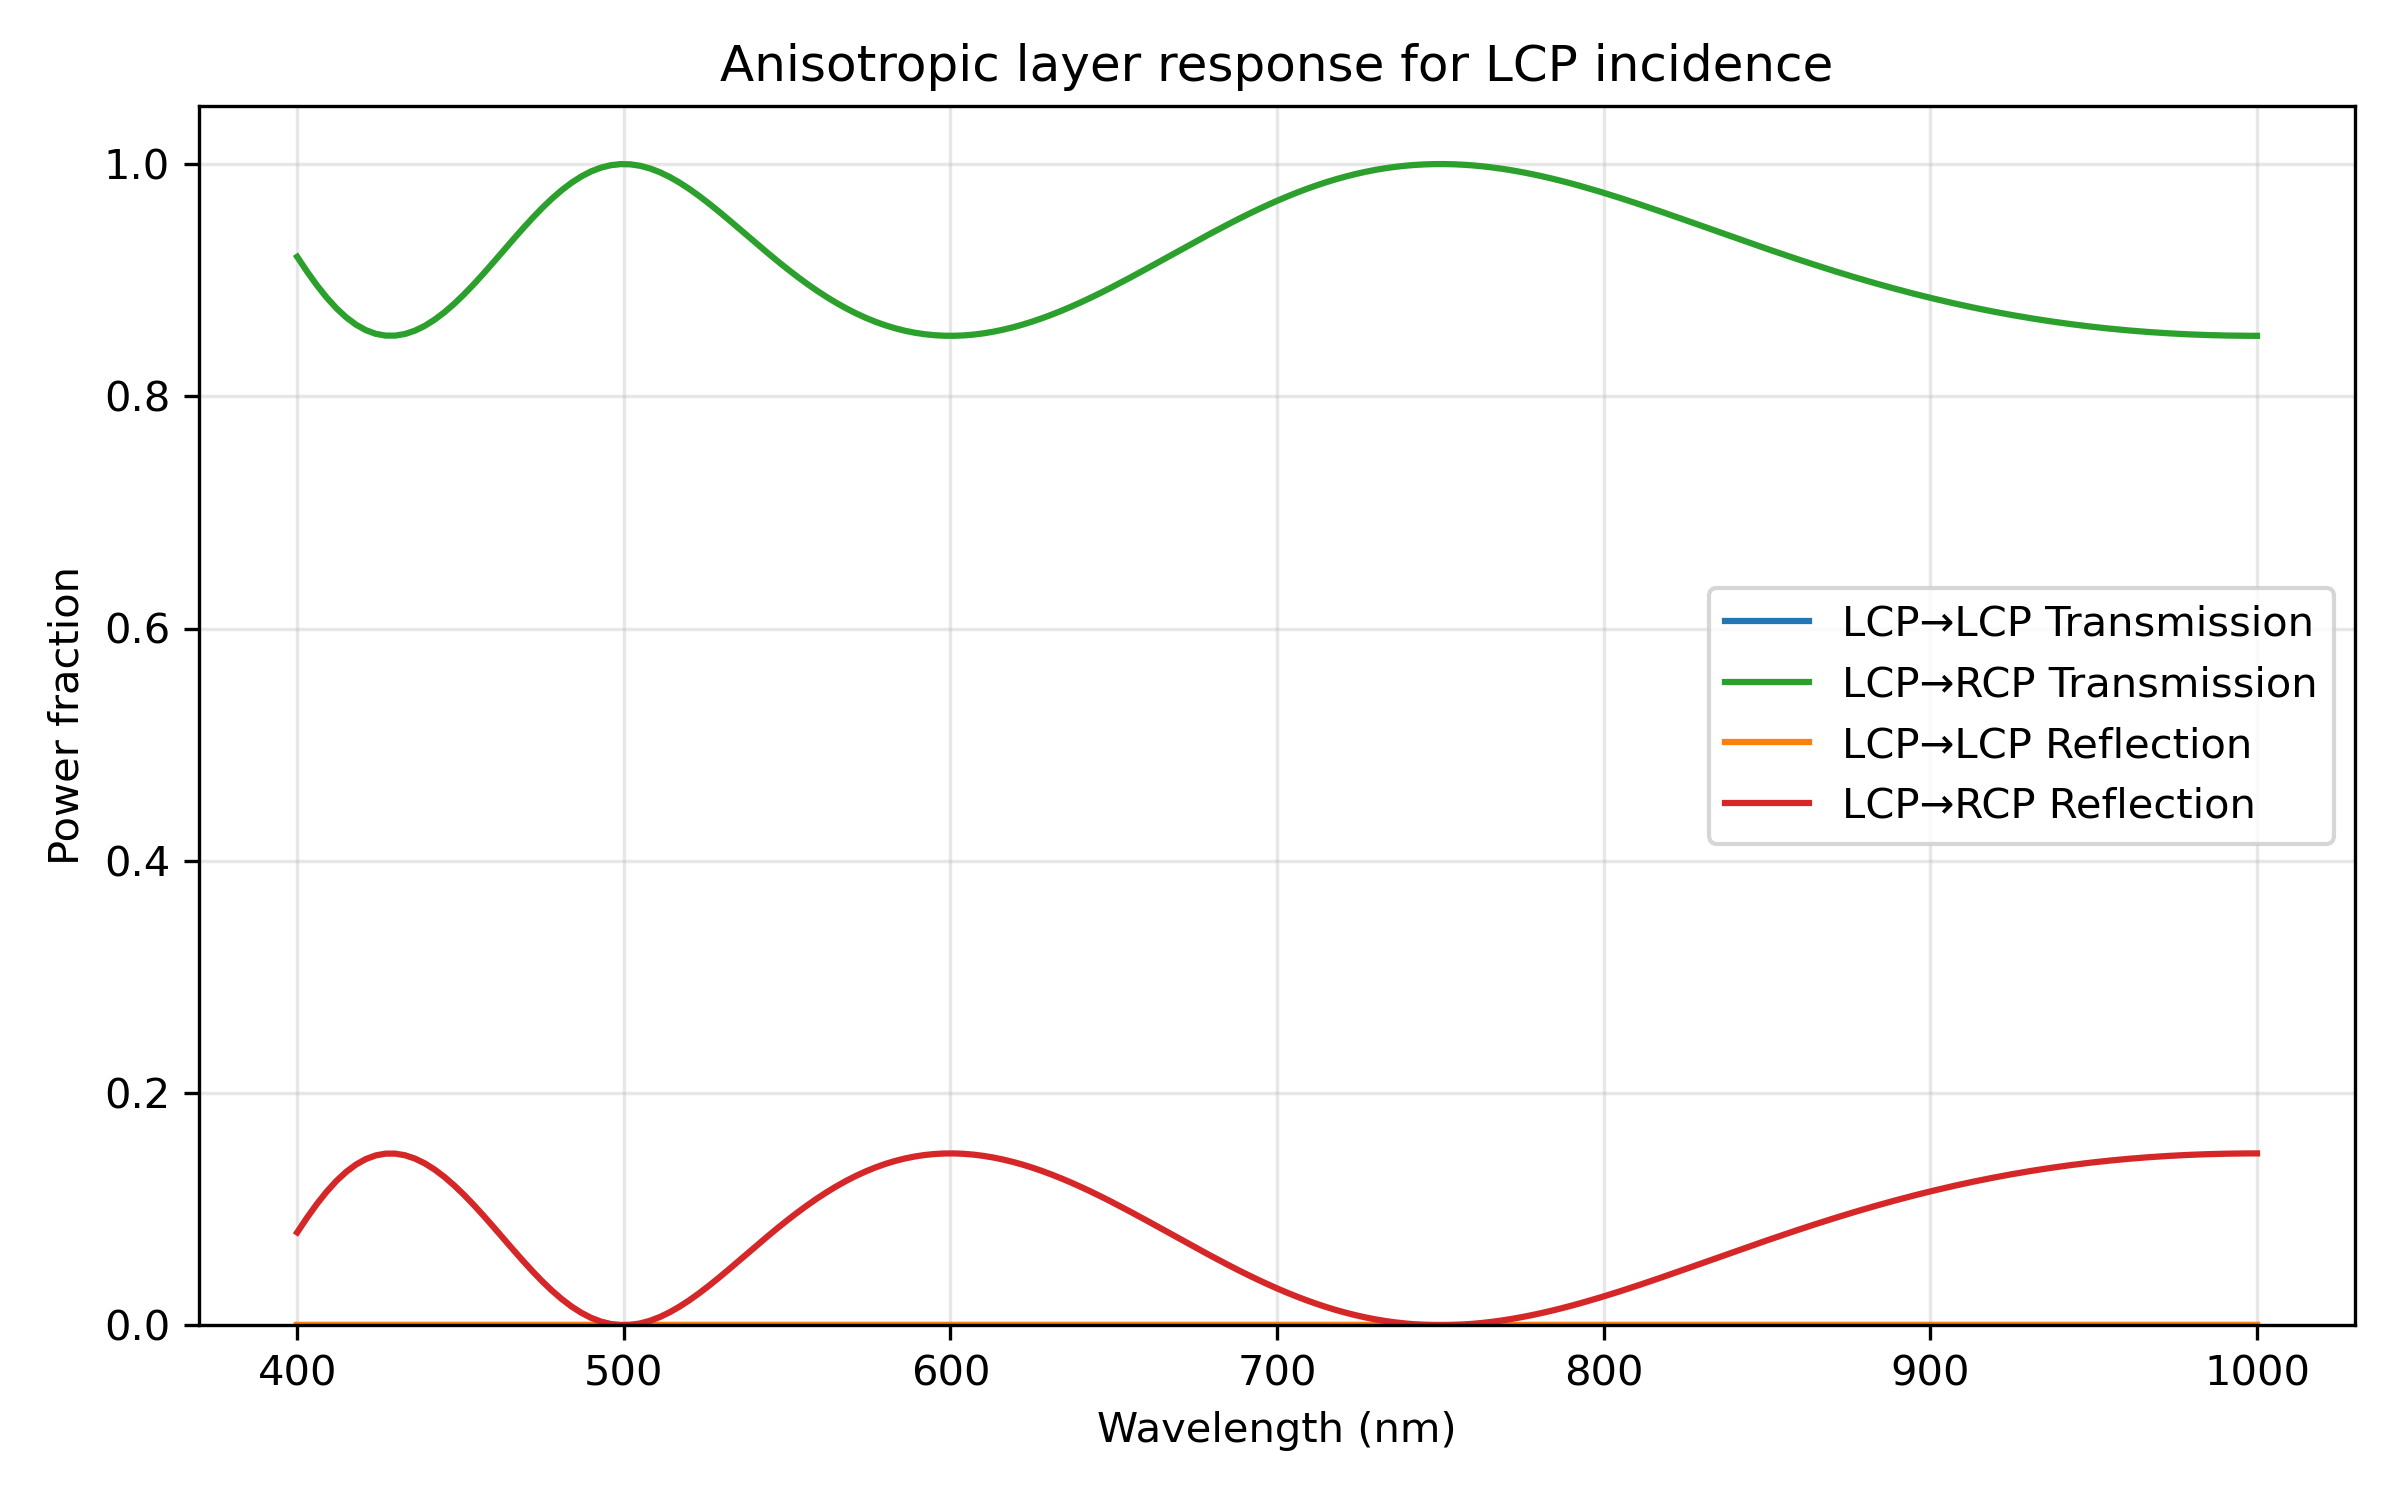 Anisotropic layer response for LCP incidence
1.0
0.8
0.6
0.4
0.2
0.0
Power fraction
LCP→LCP Transmission
LCP→RCP Transmission
LCP→LCP Reflection
LCP→RCP Reflection
400 500 600 700 800 900 1000
Wavelength (nm)